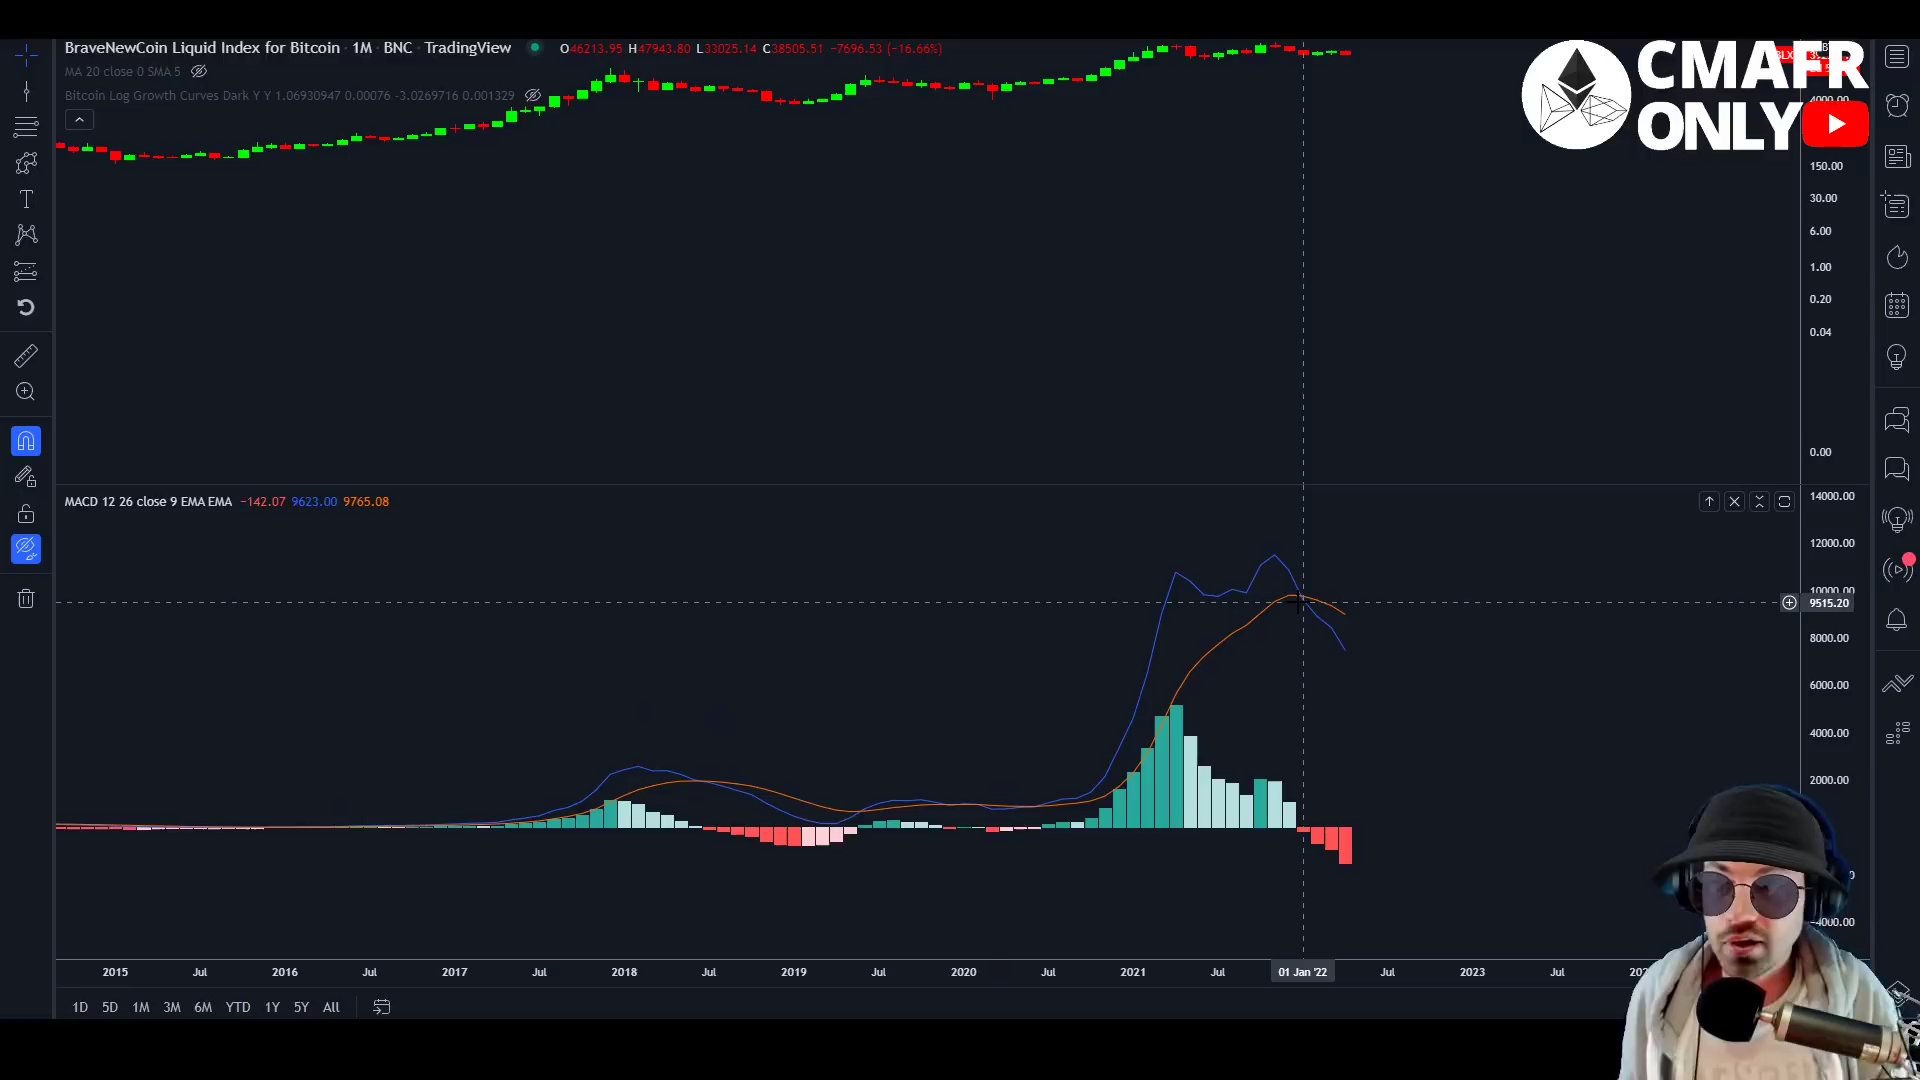 BraveNewCoin Liquid Index for Bitcoin · 1M · BNC · TradingView O46213.95 H47943.80 L33025.14 C38505.51 −7696.53 (−16.66%)
MA 20 close 0 SMA 5
Bitcoin Log Growth Curves Dark Y Y 1.06930947 0.00076 -3.0269716 0.001329
CMAFR
ONLY
150.00
30.00
6.00
1.00
0.20
0.04
0.00
MACD 12 26 close 9 EMA EMA −142.07 9623.00 9765.08
14000.00
12000.00
10000.00
9515.20
8000.00
6000.00
4000.00
2000.00
−4000.00
2015 Jul 2016 Jul 2017 Jul 2018 Jul 2019 Jul 2020 Jul 2021 Jul 01 Jan '22 Jul 2023 Jul
1D 5D 1M 3M 6M YTD 1Y 5Y All